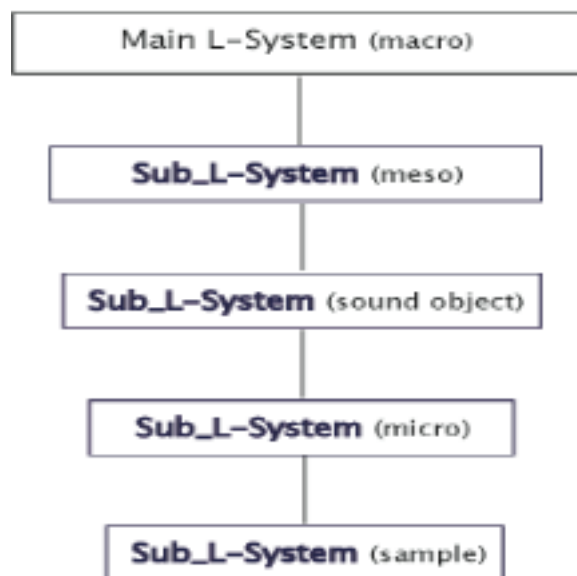 Main L-System (macro)
Sub_L-System (meso)
Sub_L-System (sound object)
Sub_L-System (micro)
Sub_L-System (sample)